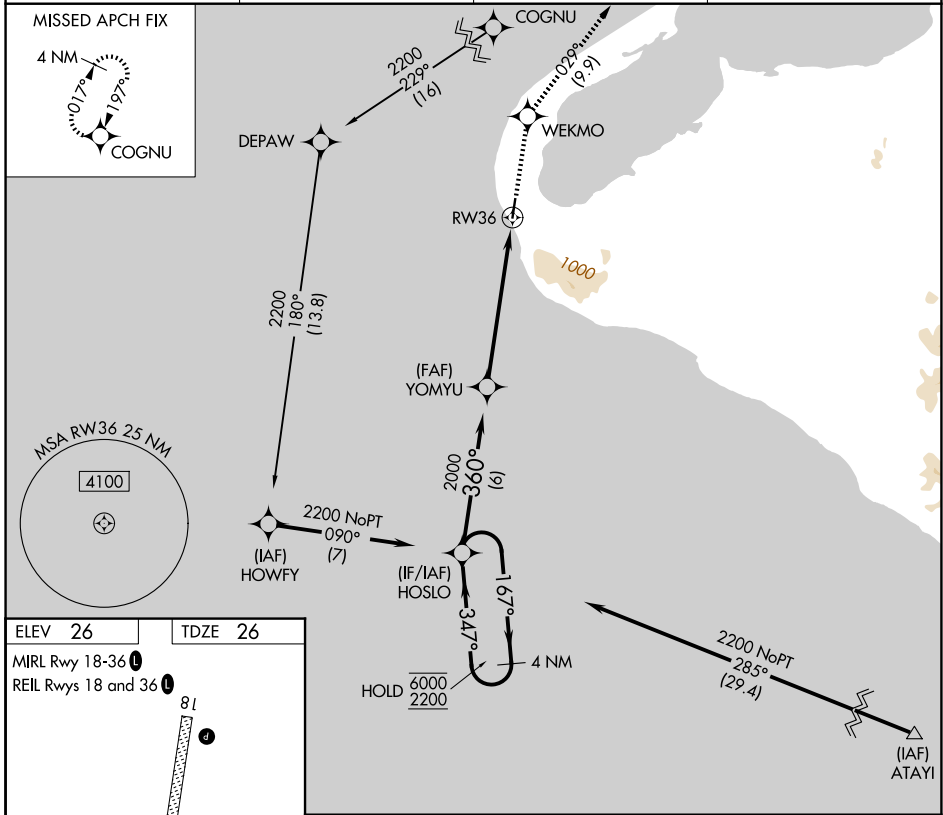 MISSED APCH FIX
4 NM
017°
197°
COGNU
COGNU
2200
229°
(16)
029°
(9.9)
WEKMO
DEPAW
RW36
1000
2200
180°
(13.8)
(FAF)
YOMYU
MSA RW36 25 NM
4100
2000
360°
(6)
2200 NoPT
090°
(7)
(IAF)
HOWFY
(IF/IAF)
HOSLO
167°
347°
4 NM
HOLD 6000
2200
2200 NoPT
285°
(29.4)
(IAF)
ATAYI
ELEV 26
TDZE 26
MIRL Rwy 18-36 L
REIL Rwys 18 and 36 L
18
P